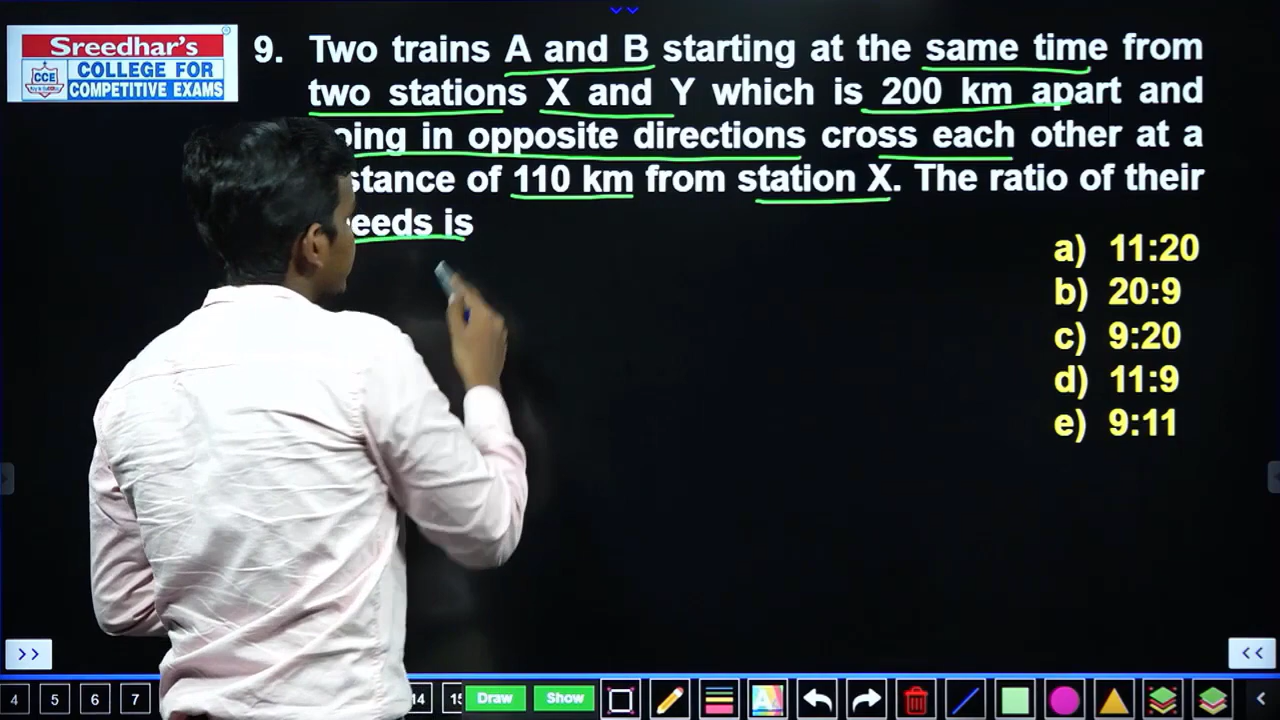 Sreedhar's
CCE
COLLEGE FOR
COMPETITIVE EXAMS
9. Two trains A and B starting at the same time from
two stations X and Y which is 200 km apart and
oing in opposite directions cross each other at a
stance of 110 km from station X. The ratio of their
eeds is
a) 11:20
b) 20:9
c) 9:20
d) 11:9
e) 9:11
>> <<
4 5 6 7 14 15 Draw Show